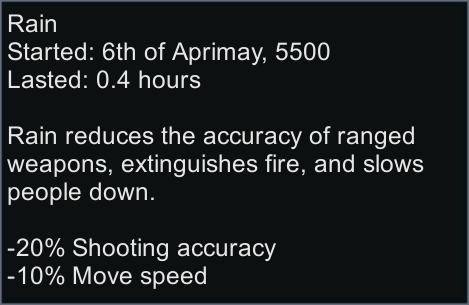 Rain
Started: 6th of Aprimay, 5500
Lasted: 0.4 hours
Rain reduces the accuracy of ranged
weapons, extinguishes fire, and slows
people down.
-20% Shooting accuracy
-10% Move speed